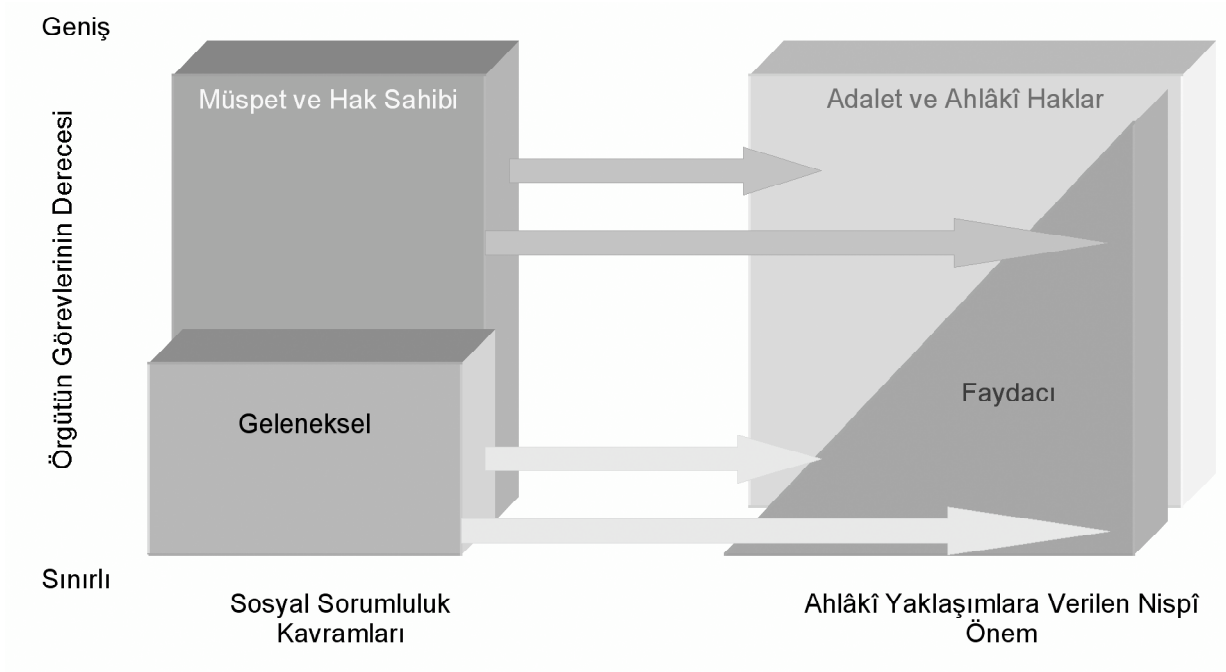 Geniş
Müspet ve Hak Sahibi
Adalet ve Ahlâkî Haklar
Örgütün Görevlerinin Derecesi
Faydacı
Geleneksel
Sınırlı
Sosyal Sorumluluk
Kavramları
Ahlâkî Yaklaşımlara Verilen Nispî
Önem